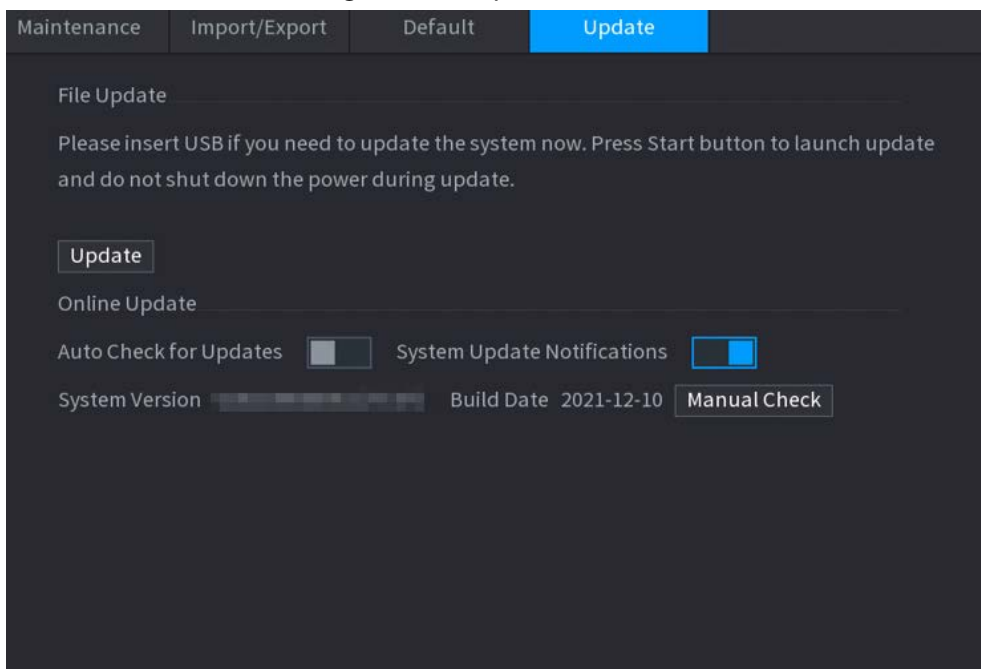 Maintenance Import/Export Default Update
File Update
Please insert USB if you need to update the system now. Press Start button to launch update
and do not shut down the power during update.
Update
Online Update
Auto Check for Updates System Update Notifications
System Version Build Date 2021-12-10 Manual Check